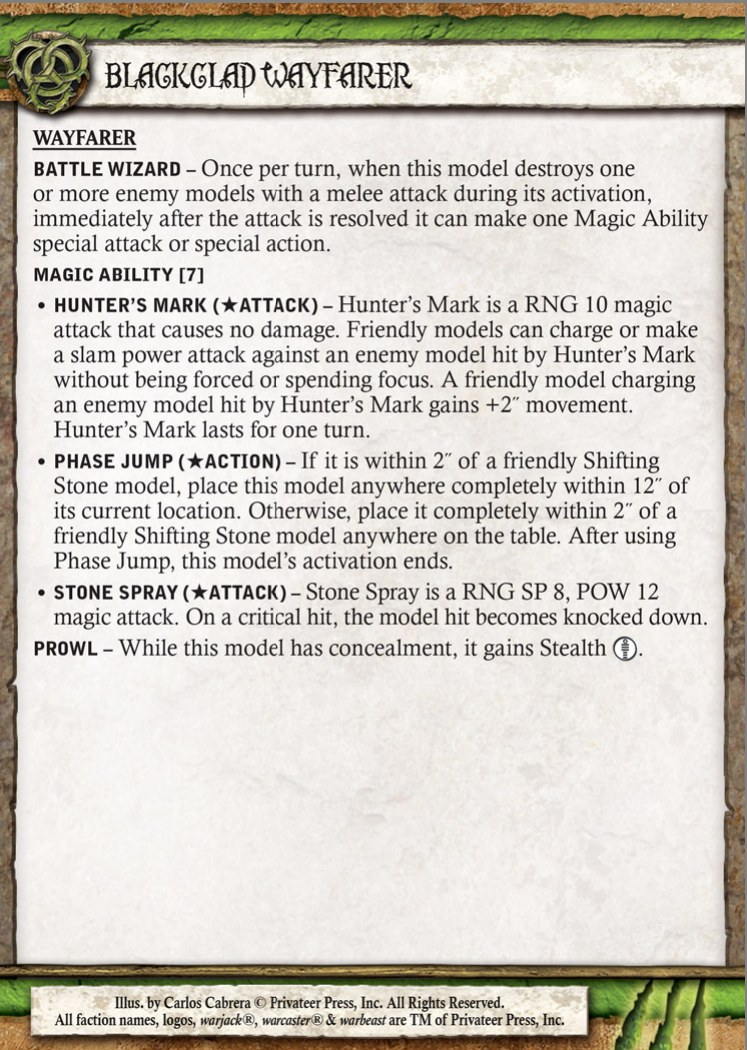 BLACKCLAD WAYFARER
WAYFARER
BATTLE WIZARD – Once per turn, when this model destroys one
or more enemy models with a melee attack during its activation,
immediately after the attack is resolved it can make one Magic Ability
special attack or special action.
MAGIC ABILITY [7]
• HUNTER'S MARK (★ATTACK) – Hunter's Mark is a RNG 10 magic
attack that causes no damage. Friendly models can charge or make
a slam power attack against an enemy model hit by Hunter's Mark
without being forced or spending focus. A friendly model charging
an enemy model hit by Hunter's Mark gains +2˝ movement.
Hunter's Mark lasts for one turn.
• PHASE JUMP (★ACTION) – If it is within 2˝ of a friendly Shifting
Stone model, place this model anywhere completely within 12˝ of
its current location. Otherwise, place it completely within 2˝ of a
friendly Shifting Stone model anywhere on the table. After using
Phase Jump, this model's activation ends.
• STONE SPRAY (★ATTACK) – Stone Spray is a RNG SP 8, POW 12
magic attack. On a critical hit, the model hit becomes knocked down.
PROWL – While this model has concealment, it gains Stealth.
Illus. by Carlos Cabrera © Privateer Press, Inc. All Rights Reserved.
All faction names, logos, warjack®, warcaster® & warbeast are TM of Privateer Press, Inc.